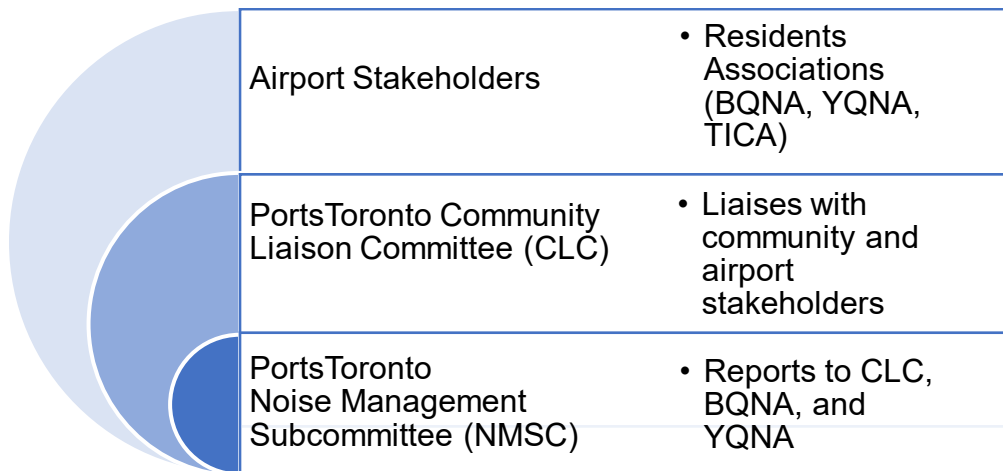 Airport Stakeholders
• Residents
Associations
(BQNA, YQNA,
TICA)
PortsToronto Community
Liaison Committee (CLC)
• Liaises with
community and
airport
stakeholders
PortsToronto
Noise Management
Subcommittee (NMSC)
• Reports to CLC,
BQNA, and
YQNA